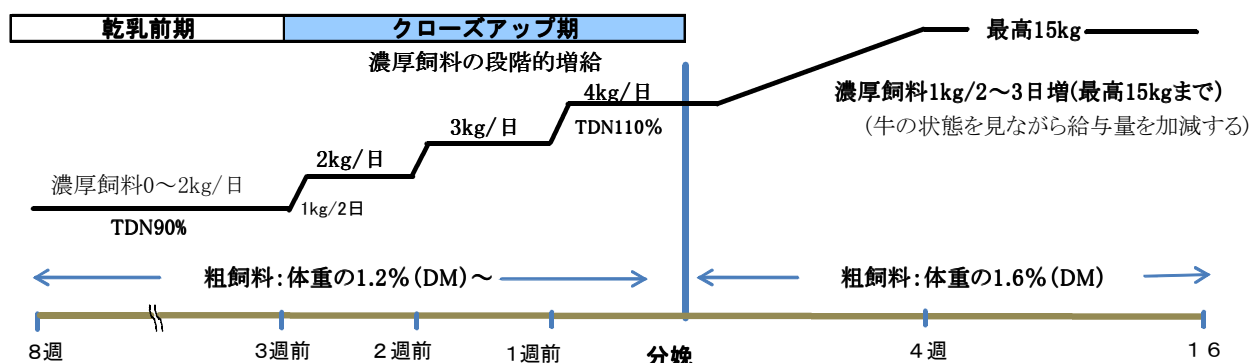 乾乳前期 クローズアップ期
濃厚飼料の段階的増給
最高15kg
4kg/日
濃厚飼料1kg/2～3日増(最高15kgまで)
TDN110%
(牛の状態を見ながら給与量を加減する)
3kg/日
2kg/日
濃厚飼料0～2kg/日
1kg/2日
TDN90%
粗飼料:体重の1.2%(DM)～
粗飼料:体重の1.6%(DM)
8週 3週前 2週前 1週前 分娩 4週 16